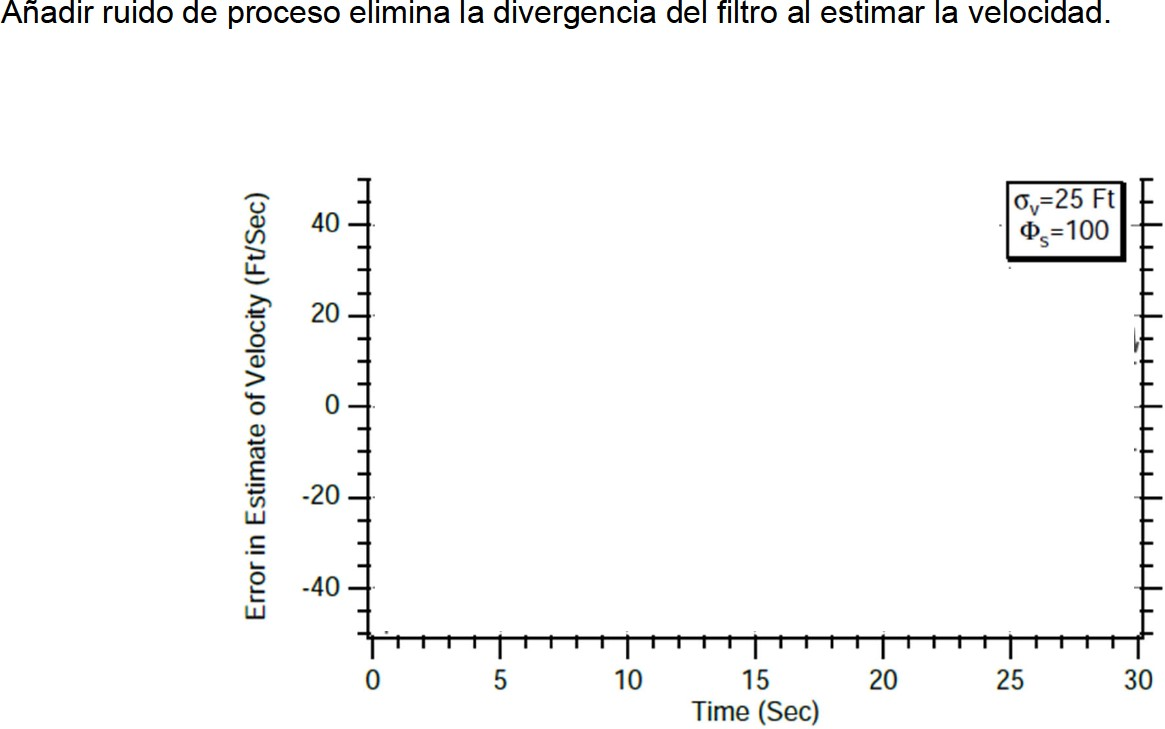 Añadir ruido de proceso elimina la divergencia del filtro al estimar la velocidad.
σv=25 Ft
Φs=100
Error in Estimate of Velocity (Ft/Sec)
40
20
0
-20
-40
0 5 10 15 20 25 30
Time (Sec)